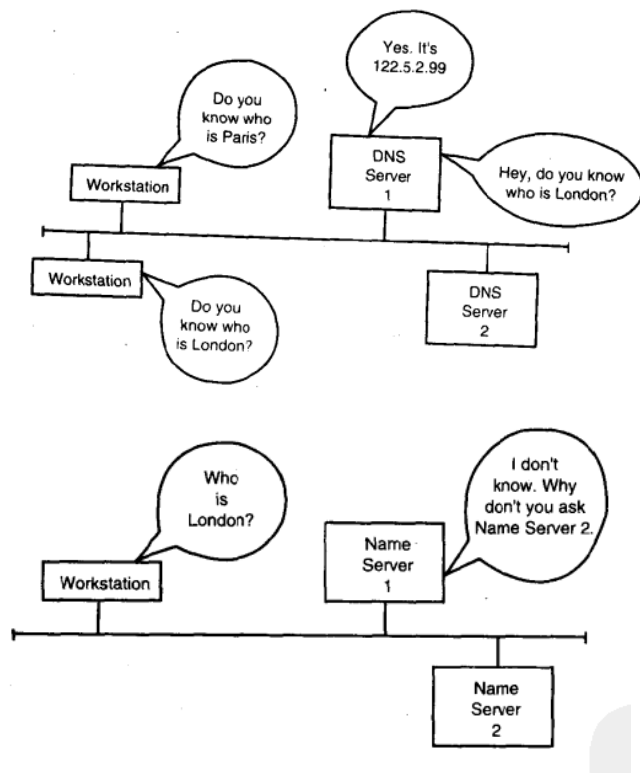 Yes. It's
122.5.2.99
Do you
know who
is Paris?
DNS
Server
1
Hey, do you know
who is London?
Workstation
Workstation
Do you
know who
is London?
DNS
Server
2
Who
is
London?
I don't
know. Why
don't you ask
Name Server 2.
Name
Server
1
Workstation
Name
Server
2